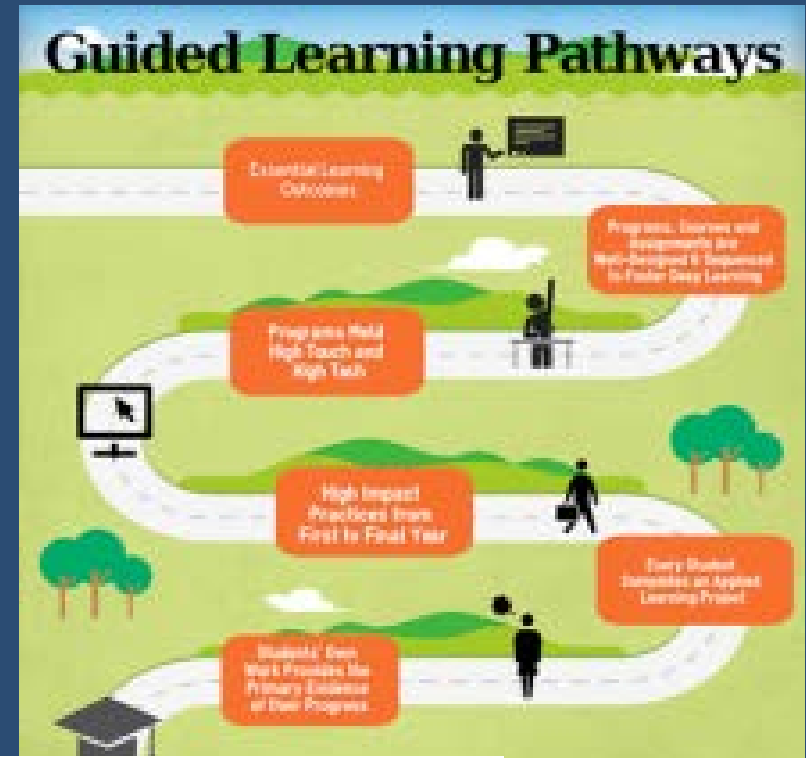 Guided Learning Pathways
Essential Learning
Outcomes
Programs, Courses and
Assignments Are
Well-Designed & Sequenced
to Foster Deep Learning
Programs Meld
High Touch and
High Tech
High Impact
Practices from
First to Final Year
Every Student
Completes an Applied
Learning Project
Students' Own
Work Provides the
Primary Evidence
of Their Progress